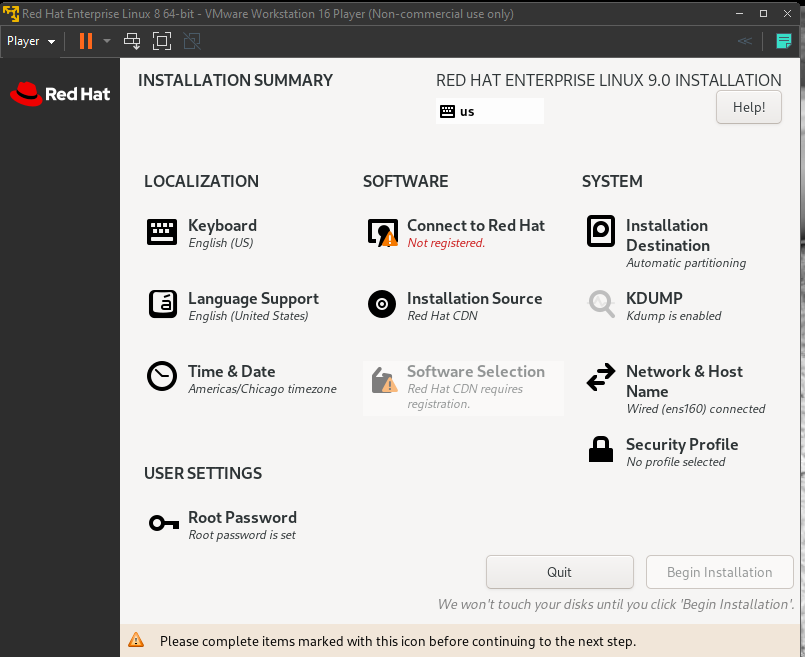 Red Hat Enterprise Linux 8 64-bit - VMware Workstation 16 Player (Non-commercial use only)
Player
Red Hat
INSTALLATION SUMMARY
RED HAT ENTERPRISE LINUX 9.0 INSTALLATION
us
Help!
LOCALIZATION
Keyboard
English (US)
Language Support
English (United States)
Time & Date
Americas/Chicago timezone
USER SETTINGS
Root Password
Root password is set
SOFTWARE
Connect to Red Hat
Not registered.
Installation Source
Red Hat CDN
Software Selection
Red Hat CDN requires
registration.
SYSTEM
Installation
Destination
Automatic partitioning
KDUMP
Kdump is enabled
Network & Host
Name
Wired (ens160) connected
Security Profile
No profile selected
Quit
Begin Installation
We won't touch your disks until you click 'Begin Installation'.
Please complete items marked with this icon before continuing to the next step.